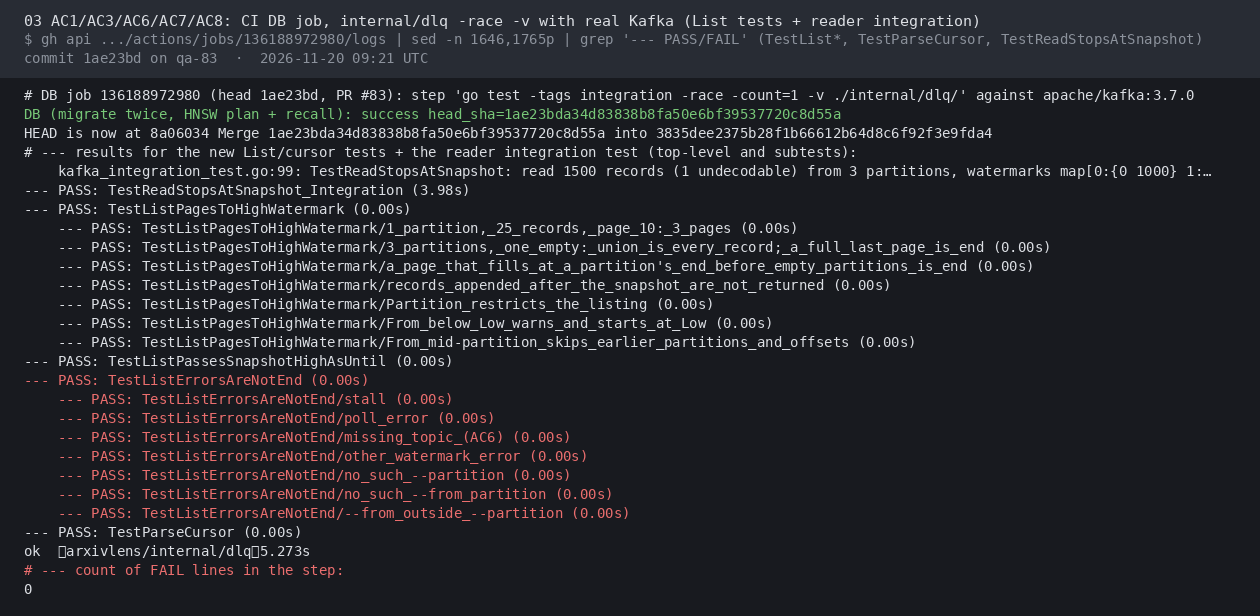 03 AC1/AC3/AC6/AC7/AC8: CI DB job, internal/dlq -race -v with real Kafka (List tests + reader integration)
$ gh api .../actions/jobs/136188972980/logs | sed -n 1646,1765p | grep '--- PASS/FAIL' (TestList*, TestParseCursor, TestReadStopsAtSnapshot)
commit 1ae23bd on qa-83 · 2026-11-20 09:21 UTC
# DB job 136188972980 (head 1ae23bd, PR #83): step 'go test -tags integration -race -count=1 -v ./internal/dlq/' against apache/kafka:3.7.0
DB (migrate twice, HNSW plan + recall): success head_sha=1ae23bda34d83838b8fa50e6bf39537720c8d55a
HEAD is now at 8a06034 Merge 1ae23bda34d83838b8fa50e6bf39537720c8d55a into 3835dee2375b28f1b66612b64d8c6f92f3e9fda4
# --- results for the new List/cursor tests + the reader integration test (top-level and subtests):
    kafka_integration_test.go:99: TestReadStopsAtSnapshot: read 1500 records (1 undecodable) from 3 partitions, watermarks map[0:{0 1000} 1:…
--- PASS: TestReadStopsAtSnapshot_Integration (3.98s)
--- PASS: TestListPagesToHighWatermark (0.00s)
    --- PASS: TestListPagesToHighWatermark/1_partition,_25_records,_page_10:_3_pages (0.00s)
    --- PASS: TestListPagesToHighWatermark/3_partitions,_one_empty:_union_is_every_record;_a_full_last_page_is_end (0.00s)
    --- PASS: TestListPagesToHighWatermark/a_page_that_fills_at_a_partition's_end_before_empty_partitions_is_end (0.00s)
    --- PASS: TestListPagesToHighWatermark/records_appended_after_the_snapshot_are_not_returned (0.00s)
    --- PASS: TestListPagesToHighWatermark/Partition_restricts_the_listing (0.00s)
    --- PASS: TestListPagesToHighWatermark/From_below_Low_warns_and_starts_at_Low (0.00s)
    --- PASS: TestListPagesToHighWatermark/From_mid-partition_skips_earlier_partitions_and_offsets (0.00s)
--- PASS: TestListPassesSnapshotHighAsUntil (0.00s)
--- PASS: TestListErrorsAreNotEnd (0.00s)
    --- PASS: TestListErrorsAreNotEnd/stall (0.00s)
    --- PASS: TestListErrorsAreNotEnd/poll_error (0.00s)
    --- PASS: TestListErrorsAreNotEnd/missing_topic_(AC6) (0.00s)
    --- PASS: TestListErrorsAreNotEnd/other_watermark_error (0.00s)
    --- PASS: TestListErrorsAreNotEnd/no_such_--partition (0.00s)
    --- PASS: TestListErrorsAreNotEnd/no_such_--from_partition (0.00s)
    --- PASS: TestListErrorsAreNotEnd/--from_outside_--partition (0.00s)
--- PASS: TestParseCursor (0.00s)
ok  arxivlens/internal/dlq 5.273s
# --- count of FAIL lines in the step:
0